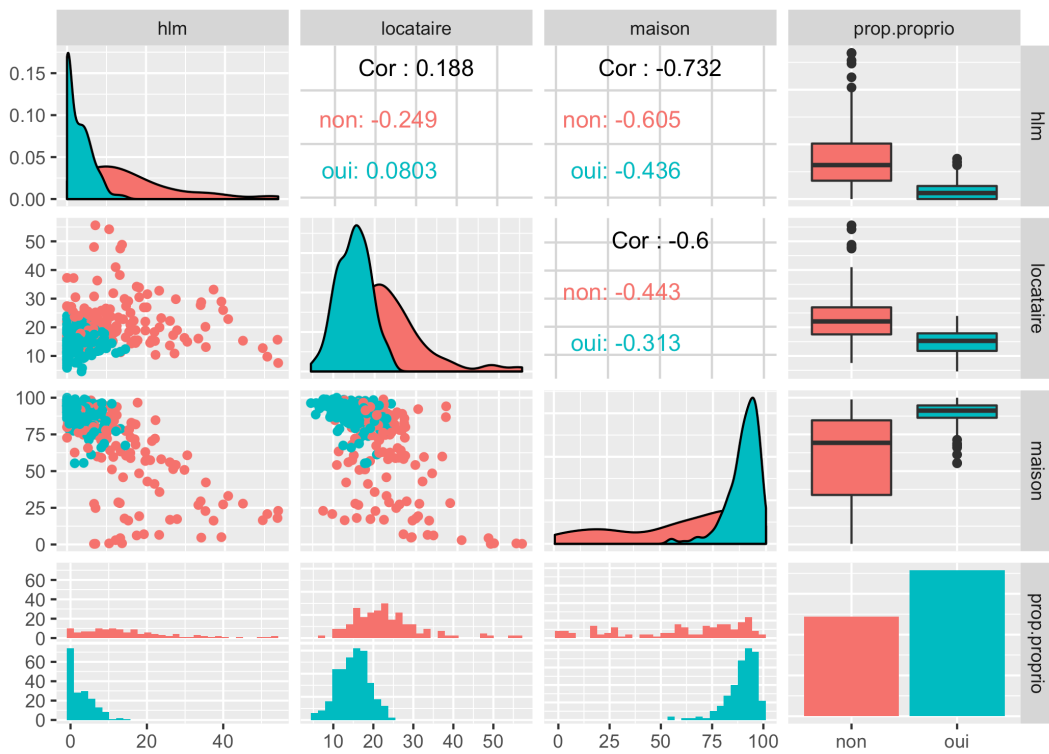 hlm locataire maison prop.proprio
0.15
0.10
0.05
0.00
Cor : 0.188
non: -0.249
oui: 0.0803
Cor : -0.732
non: -0.605
oui: -0.436
hlm
50
40
30
20
10
Cor : -0.6
non: -0.443
oui: -0.313
locataire
100
75
50
25
0
maison
60
40
20
0
60
40
20
0
prop.proprio
0 20 40
10 20 30 40 50
0 25 50 75 100
non oui